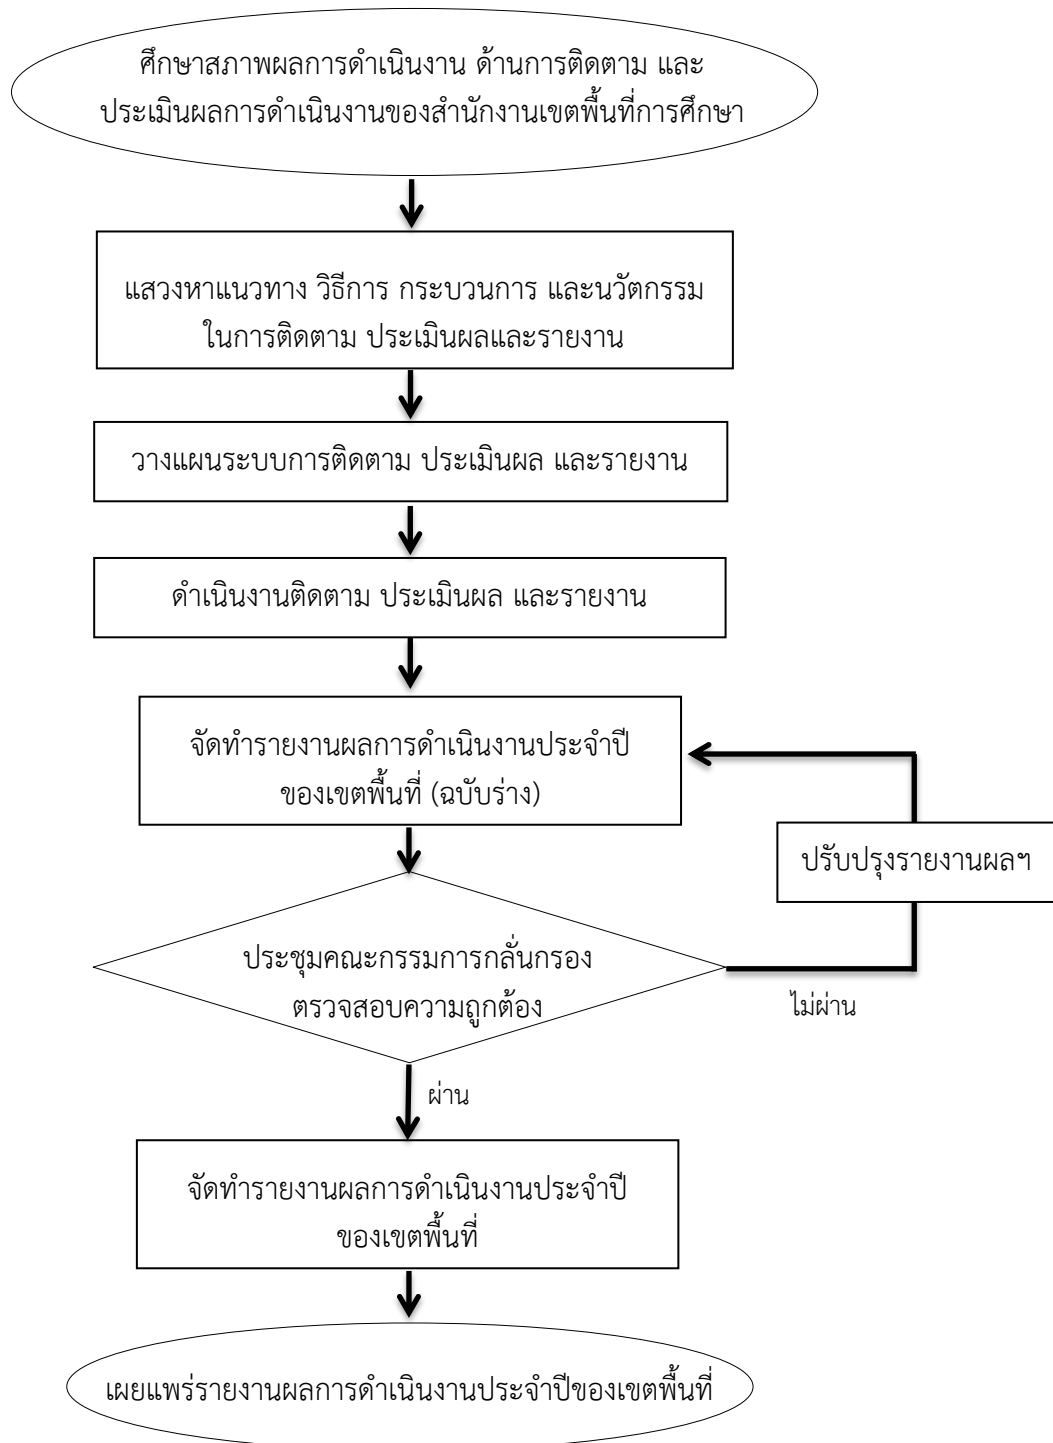 ศึกษาสภาพผลการดำเนินงาน ด้านการติดตาม และ
ประเมินผลการดำเนินงานของสำนักงานเขตพื้นที่การศึกษา
แสวงหาแนวทาง วิธีการ กระบวนการ และนวัตกรรม
ในการติดตาม ประเมินผลและรายงาน
วางแผนระบบการติดตาม ประเมินผล และรายงาน
ดำเนินงานติดตาม ประเมินผล และรายงาน
จัดทำรายงานผลการดำเนินงานประจำปี
ของเขตพื้นที่ (ฉบับร่าง)
ปรับปรุงรายงานผลฯ
ประชุมคณะกรรมการกลั่นกรอง
ตรวจสอบความถูกต้อง
ไม่ผ่าน
ผ่าน
จัดทำรายงานผลการดำเนินงานประจำปี
ของเขตพื้นที่
เผยแพร่รายงานผลการดำเนินงานประจำปีของเขตพื้นที่